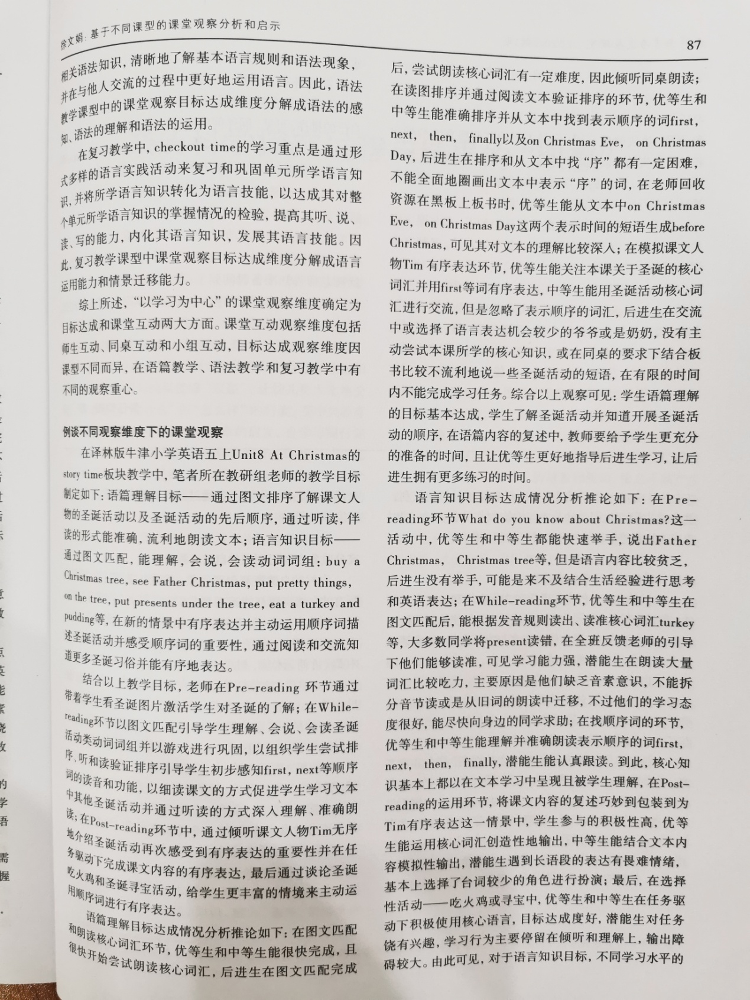 徐文娟：基于不同课型的课堂观察分析和启示
87
相关语法知识，清晰地了解基本语言规则和语法现象，
并在与他人交流的过程中更好地运用语言。因此，语法
教学课型中的课堂观察目标达成维度分解成语法的感
知、语法的理解和语法的运用。
在复习教学中，checkout time的学习重点是通过形
式多样的语言实践活动来复习和巩固单元所学语言知
识，并将所学语言知识转化为语言技能，以达成其对整
个单元所学语言知识的掌握情况的检验，提高其听、说、
读、写的能力，内化其语言知识，发展其语言技能。因
此，复习教学课型中课堂观察目标达成维度分解成语言
运用能力和情景迁移能力。
综上所述，“以学习为中心”的课堂观察维度确定为
目标达成和课堂互动两大方面。课堂互动观察维度包括
师生互动、同桌互动和小组互动，目标达成观察维度因
课型不同而异，在语篇教学、语法教学和复习教学中有
不同的观察重心。
例谈不同观察维度下的课堂观察
在译林版牛津小学英语五上Unit8 At Christmas的
story time板块教学中，笔者所在教研组老师的教学目标
制定如下：语篇理解目标——通过图文排序了解课文人
物的圣诞活动以及圣诞活动的先后顺序，通过听读，伴
读的形式能准确，流利地朗读文本；语言知识目标——
通过图文匹配，能理解，会说，会读动词词组：buy a
Christmas tree, see Father Christmas, put pretty things,
on the tree, put presents under the tree, eat a turkey and
pudding等，在新的情景中有序表达并主动运用顺序词描
述圣诞活动并感受顺序词的重要性，通过阅读和交流知
道更多圣诞习俗并能有序地表达。
结合以上教学目标，老师在Pre-reading 环节通过
带着学生看圣诞图片激活学生对圣诞的了解；在While-
reading环节以图文匹配引导学生理解、会说、会读圣诞
活动类动词词组并以游戏进行巩固，以组织学生尝试排
序、听和读验证排序引导学生初步感知first，next等顺序
词的读音和功能，以细读课文的方式促进学生学习文本
中其他圣诞活动并通过听读的方式深入理解、准确朗
读；在Post-reading环节中，通过倾听课文人物Tim无序
地介绍圣诞活动再次感受到有序表达的重要性并在任
务驱动下完成课文内容的有序表达，最后通过谈论圣诞
吃火鸡和圣诞寻宝活动，给学生更丰富的情境来主动运
用顺序词进行有序表达。
语篇理解目标达成情况分析推论如下：在图文匹配
和朗读核心词汇环节，优等生和中等生能很快完成，且
很快开始尝试朗读核心词汇，后进生在图文匹配完成
后，尝试朗读核心词汇有一定难度，因此倾听同桌朗读；
在读图排序并通过阅读文本验证排序的环节，优等生和
中等生能准确排序并从文本中找到表示顺序的词first，
next， then， finally以及on Christmas Eve， on Christmas
Day，后进生在排序和从文本中找“序”都有一定困难，
不能全面地圈画出文本中表示“序”的词，在老师回收
资源在黑板上板书时，优等生能从文本中on Christmas
Eve， on Christmas Day这两个表示时间的短语生成before
Christmas，可见其对文本的理解比较深入；在模拟课文人
物Tim 有序表达环节，优等生能关注本课关于圣诞的核心
词汇并用first等词有序表达，中等生能用圣诞活动核心词
汇进行交流，但是忽略了表示顺序的词汇，后进生在交流
中或选择了语言表达机会较少的爷爷或是奶奶，没有主
动尝试本课所学的核心知识，或在同桌的要求下结合板
书比较不流利地说一些圣诞活动的短语，在有限的时间
内不能完成学习任务。综合以上观察可见：学生语篇理解
的目标基本达成，学生了解圣诞活动并知道开展圣诞活
动的顺序，在语篇内容的复述中，教师要给予学生更充分
的准备的时间，且让优等生更好地指导后进生学习，让后
进生拥有更多练习的时间。
语言知识目标达成情况分析推论如下：在Pre-
reading环节What do you know about Christmas?这一
活动中，优等生和中等生都能快速举手，说出Father
Christmas， Christmas tree等，但是语言内容比较贫乏，
后进生没有举手，可能是来不及结合生活经验进行思考
和英语表达；在While-reading环节，优等生和中等生在
图文匹配后，能根据发音规则读出、读准核心词汇turkey
等，大多数同学将present读错，在全班反馈老师的引导
下他们能够读准，可见学习能力强，潜能生在朗读大量
词汇比较吃力，主要原因是他们缺乏音素意识，不能拆
分音节读或是从旧词的朗读中迁移，不过他们的学习态
度很好，能尽快向身边的同学求助；在找顺序词的环节，
优等生和中等生能理解并准确朗读表示顺序的词first，
next， then， finally，潜能生能认真跟读。到此，核心知
识基本上都以在文本学习中呈现且被学生理解，在Post-
reading的运用环节，将课文内容的复述巧妙到包装到为
Tim有序表达这一情景中，学生参与的积极性高，优等
生能运用核心词汇创造性地输出，中等生能结合文本内
容模拟性输出，潜能生遇到长语段的表达有畏难情绪，
基本上选择了台词较少的角色进行扮演；最后，在选择
性活动——吃火鸡或寻宝中，优等生和中等生在任务驱
动下积极使用核心语言，目标达成度好，潜能生对任务
饶有兴趣，学习行为主要停留在倾听和理解上，输出障
碍较大。由此可见，对于语言知识目标，不同学习水平的